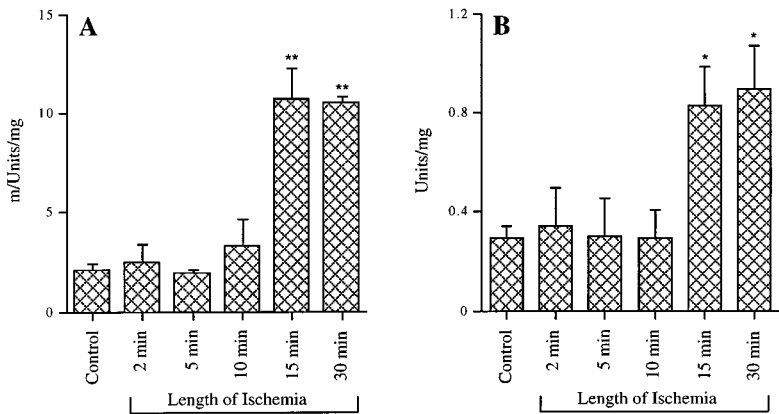 A
15
10
5
0
m/Units/mg
**
**
Control
2 min
5 min
10 min
15 min
30 min
Length of Ischemia
B
1.2
0.8
0.4
0
Units/mg
*
*
Control
2 min
5 min
10 min
15 min
30 min
Length of Ischemia